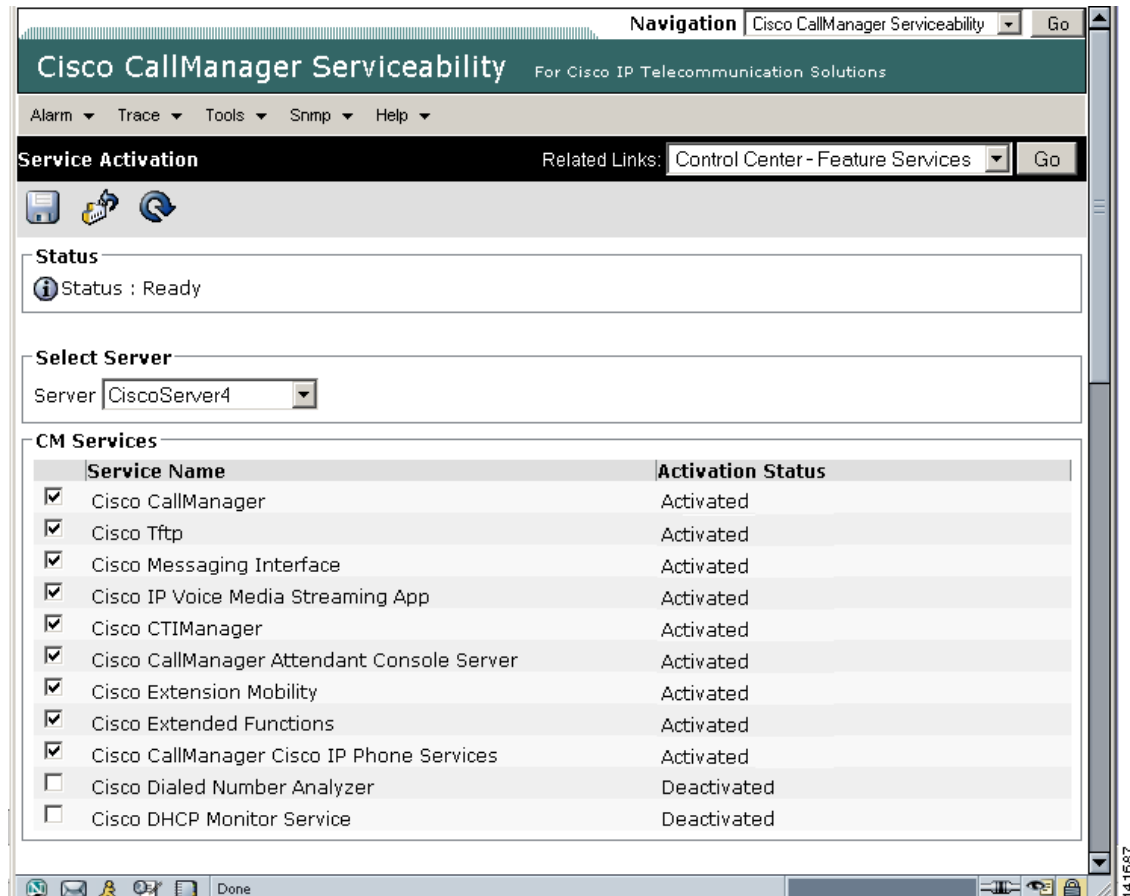 Navigation Cisco CallManager Serviceability Go
Cisco CallManager Serviceability For Cisco IP Telecommunication Solutions
Alarm Trace Tools Snmp Help
Service Activation Related Links: Control Center - Feature Services Go
Status
Status : Ready
Select Server
Server CiscoServer4
CM Services
Service Name Activation Status
Cisco CallManager Activated
Cisco Tftp Activated
Cisco Messaging Interface Activated
Cisco IP Voice Media Streaming App Activated
Cisco CTIManager Activated
Cisco CallManager Attendant Console Server Activated
Cisco Extension Mobility Activated
Cisco Extended Functions Activated
Cisco CallManager Cisco IP Phone Services Activated
Cisco Dialed Number Analyzer Deactivated
Cisco DHCP Monitor Service Deactivated
Done
141587